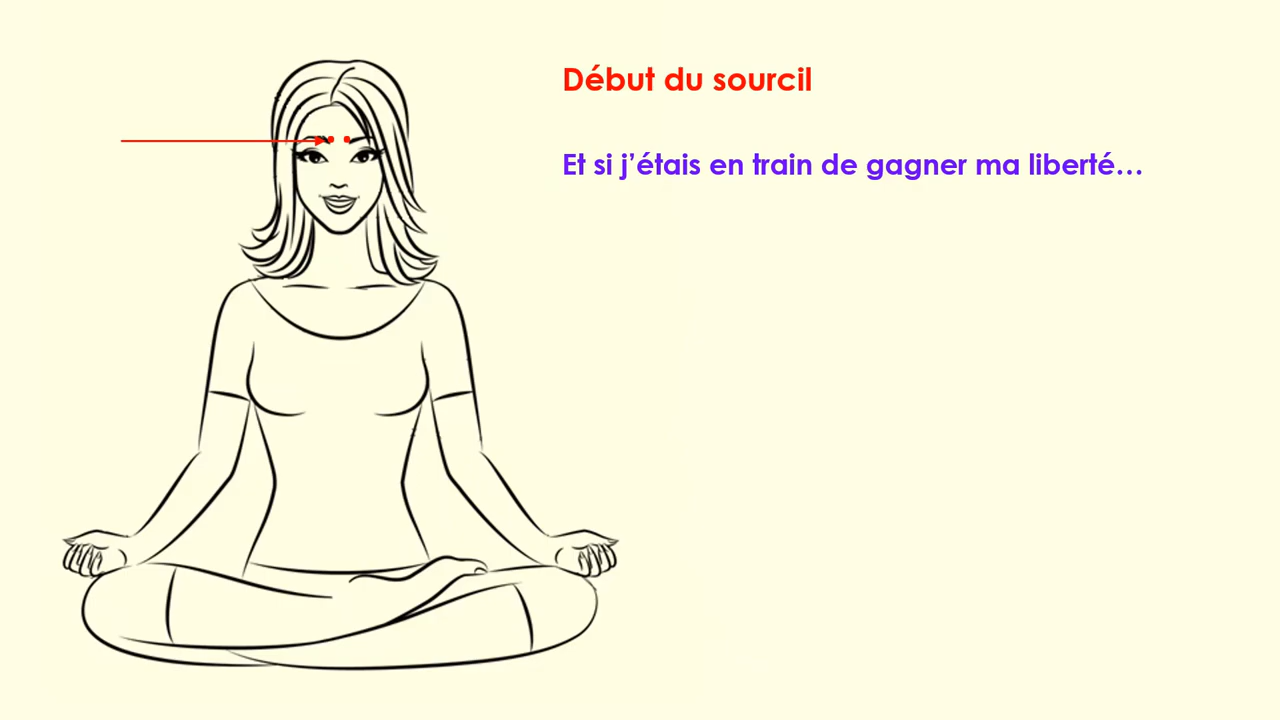 Début du sourcil
Et si j’étais en train de gagner ma liberté…